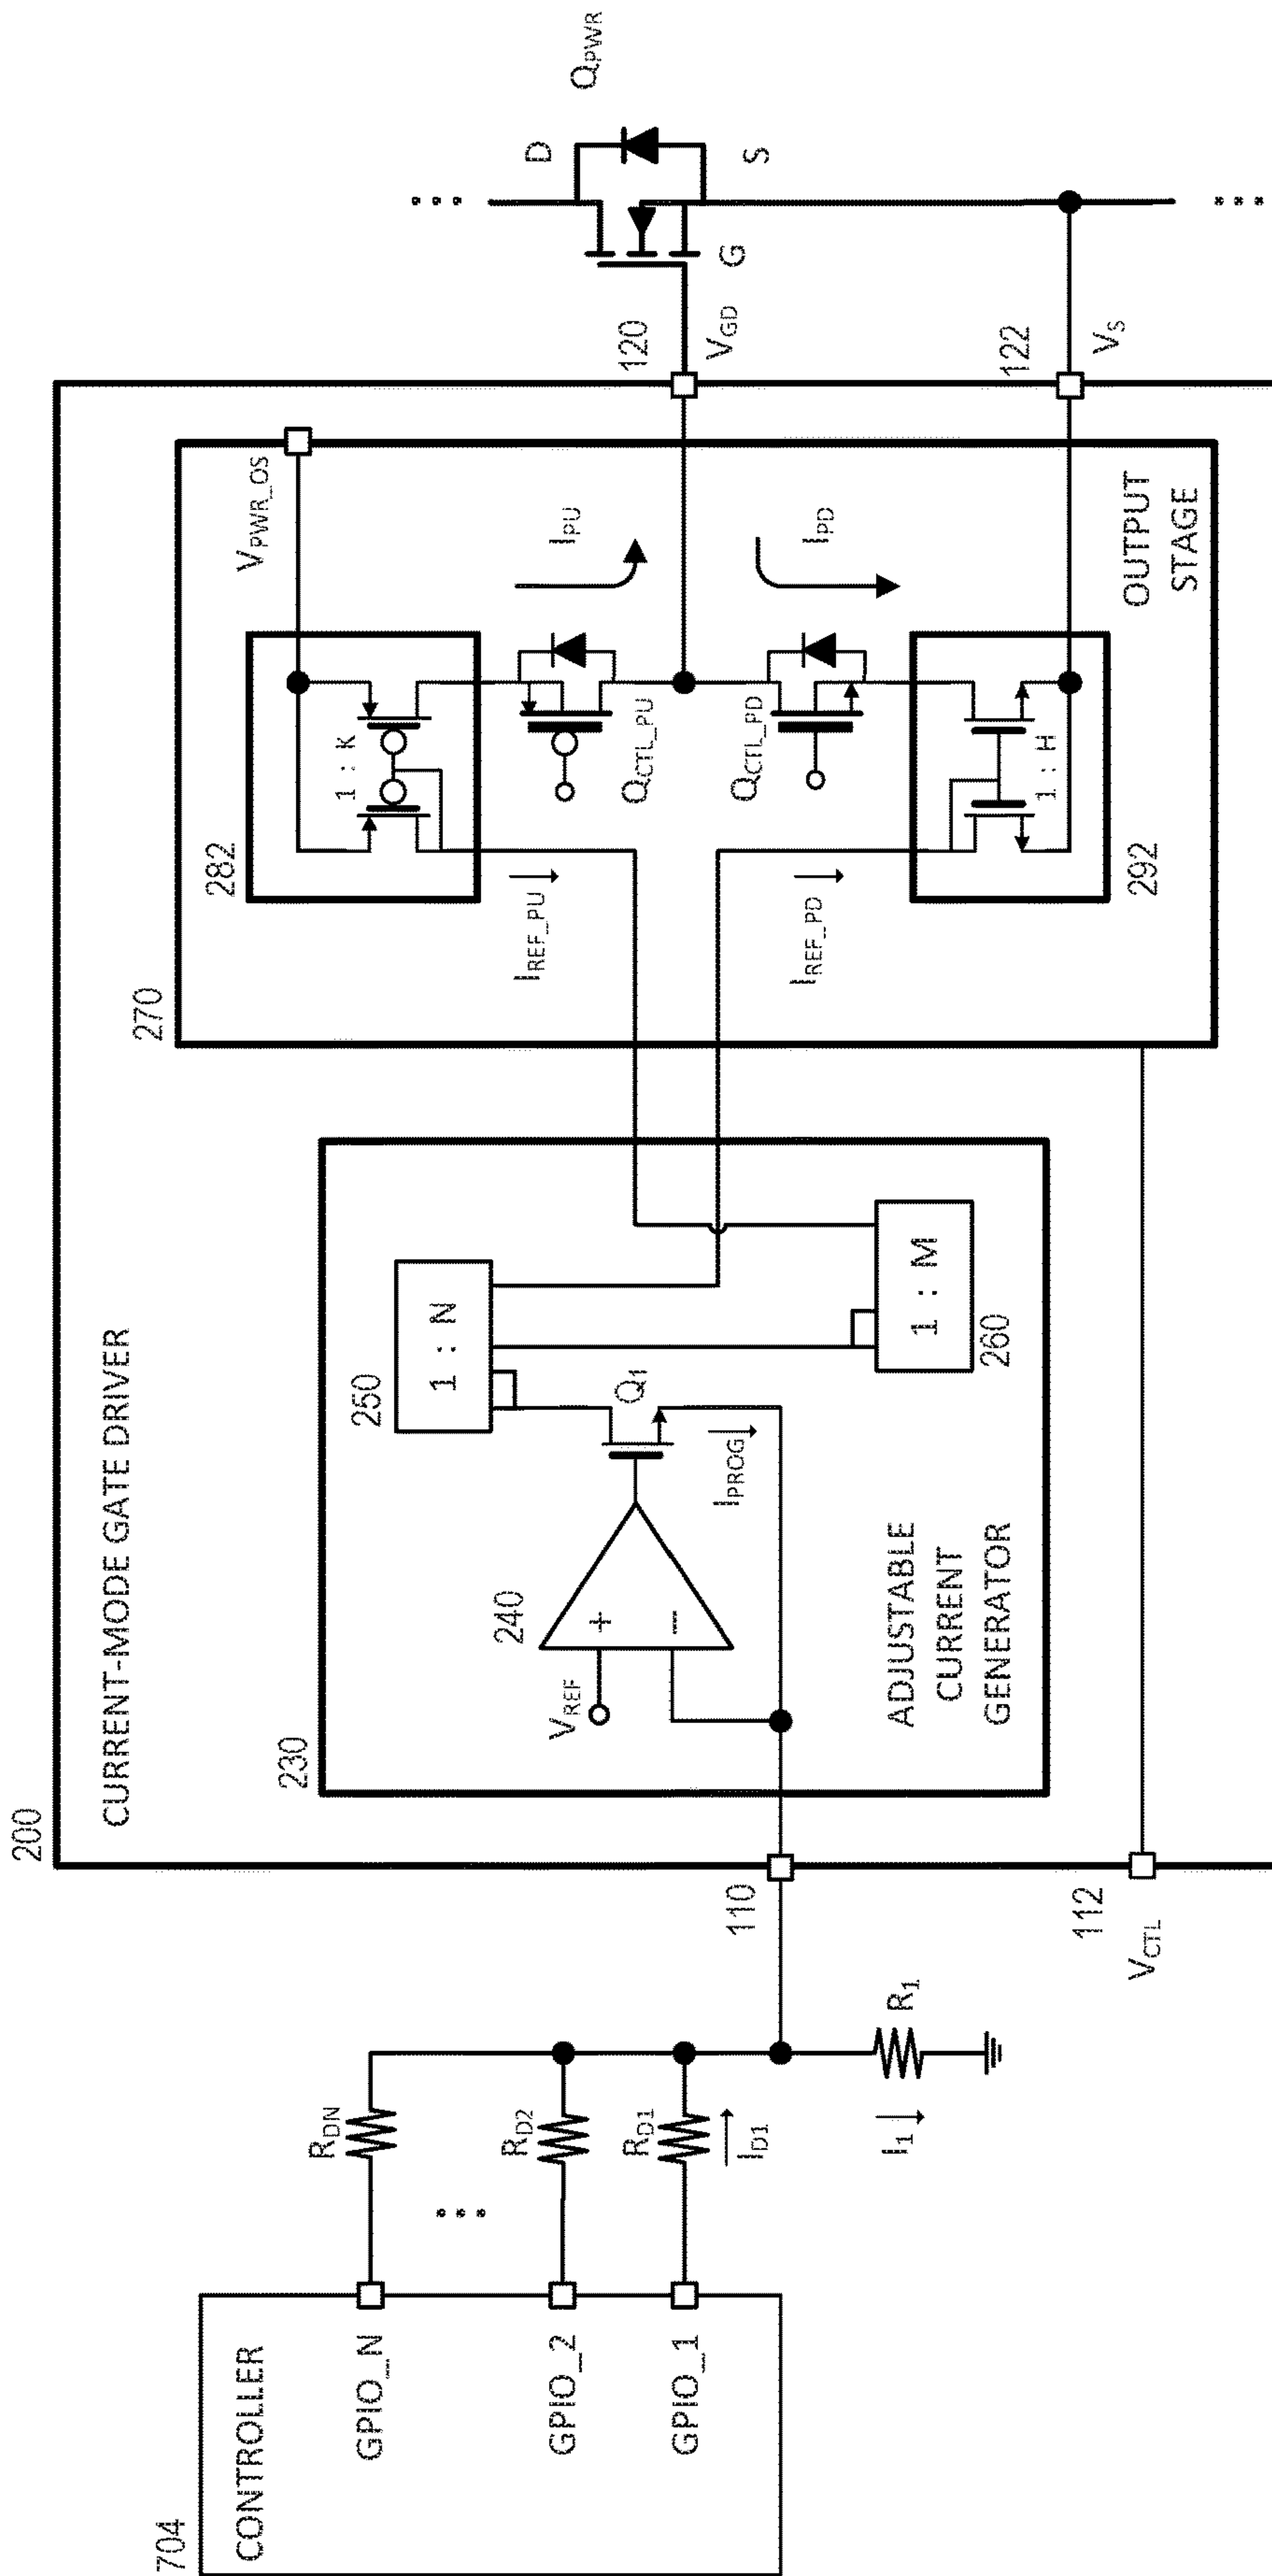 704
CONTROLLER
GPIO_N
GPIO_2
GPIO_1
RDN
RD2
RD1
ID1
I1
R1
200
CURRENT-MODE GATE DRIVER
110
112
VCTL
230
ADJUSTABLE
CURRENT
GENERATOR
VREF
240
+
−
Q1
IPROG
250
1 : N
1 : M
260
270
282
1 : K
VPWR_OS
IREF_PU
IPU
QCTL_PU
QCTL_PD
IREF_PD
IPD
1 : H
292
OUTPUT
STAGE
120
VGD
122
VS
D
G
S
QPWR